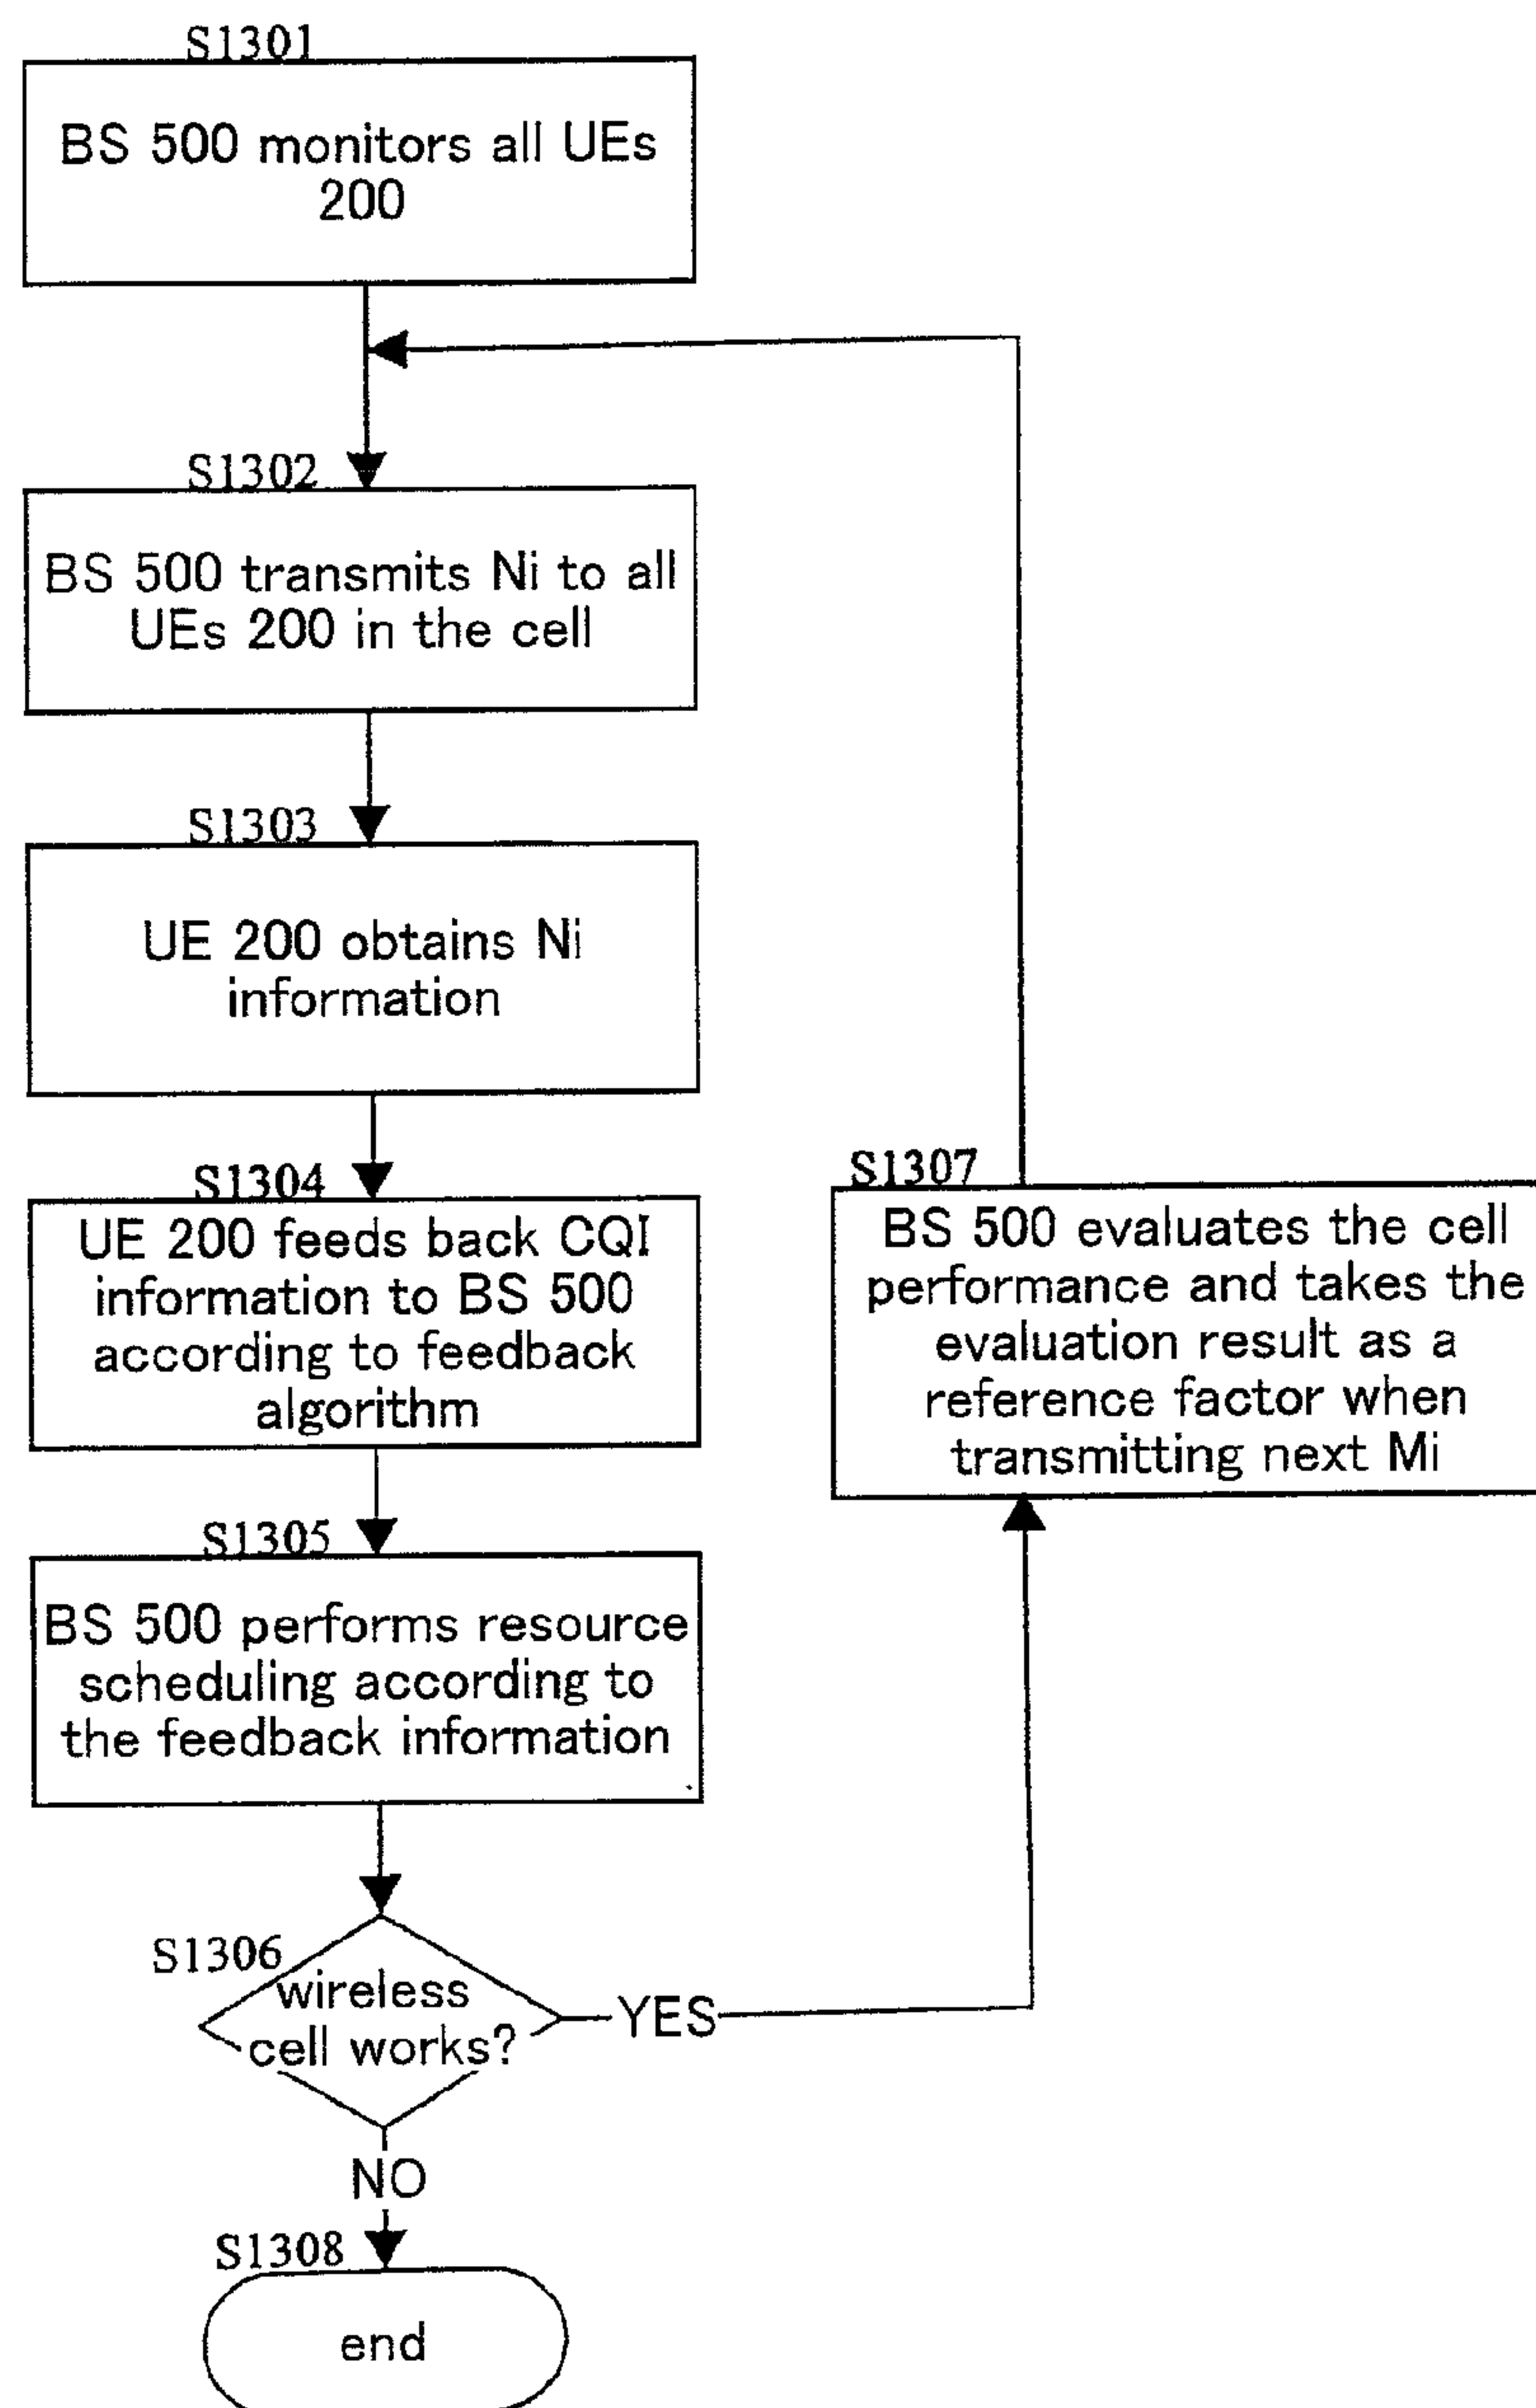 S1301
BS 500 monitors all UEs
200
S1302
BS 500 transmits Ni to all
UEs 200 in the cell
S1303
UE 200 obtains Ni
information
S1304
UE 200 feeds back CQI
information to BS 500
according to feedback
algorithm
S1305
BS 500 performs resource
scheduling according to
the feedback information
S1306
wireless
cell works?
YES
S1307
BS 500 evaluates the cell
performance and takes the
evaluation result as a
reference factor when
transmitting next Mi
NO
S1308
end